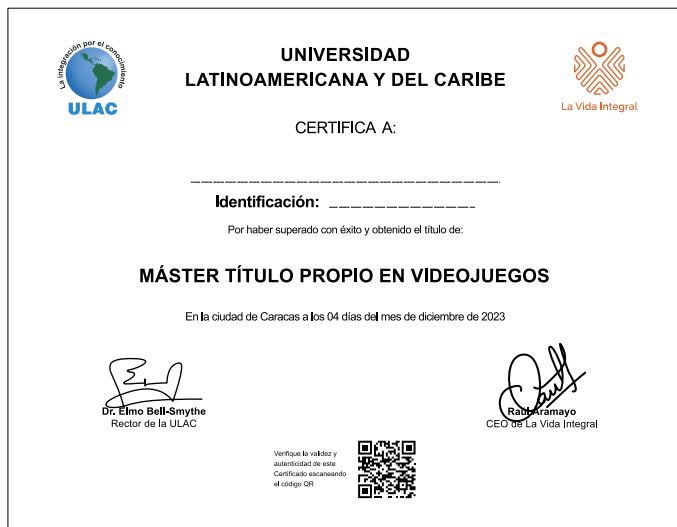 La integración por el conocimiento
ULAC
UNIVERSIDAD
LATINOAMERICANA Y DEL CARIBE
La Vida Integral
CERTIFICA A:
Identificación:
Por haber superado con éxito y obtenido el título de:
MÁSTER TÍTULO PROPIO EN VIDEOJUEGOS
En la ciudad de Caracas a los 04 días del mes de diciembre de 2023
Dr. Elmo Bell-Smythe
Rector de la ULAC
Raúl Aramayo
CEO de La Vida Integral
Verifique la validez y
autenticidad de este
Certificado escaneando
el código QR